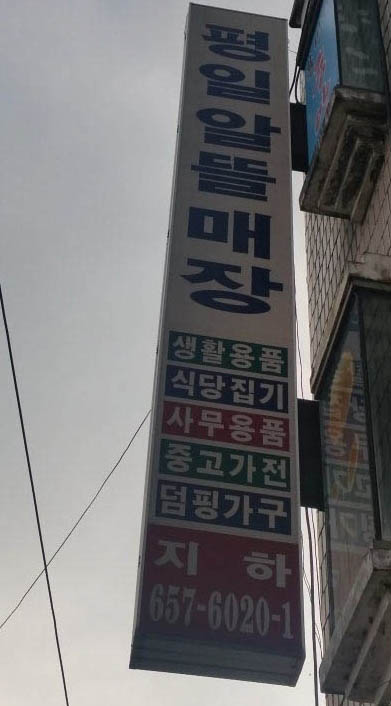 평일알뜰매장
생활용품
식당집기
사무용품
중고가전
덤핑가구
지하
657-6020-1